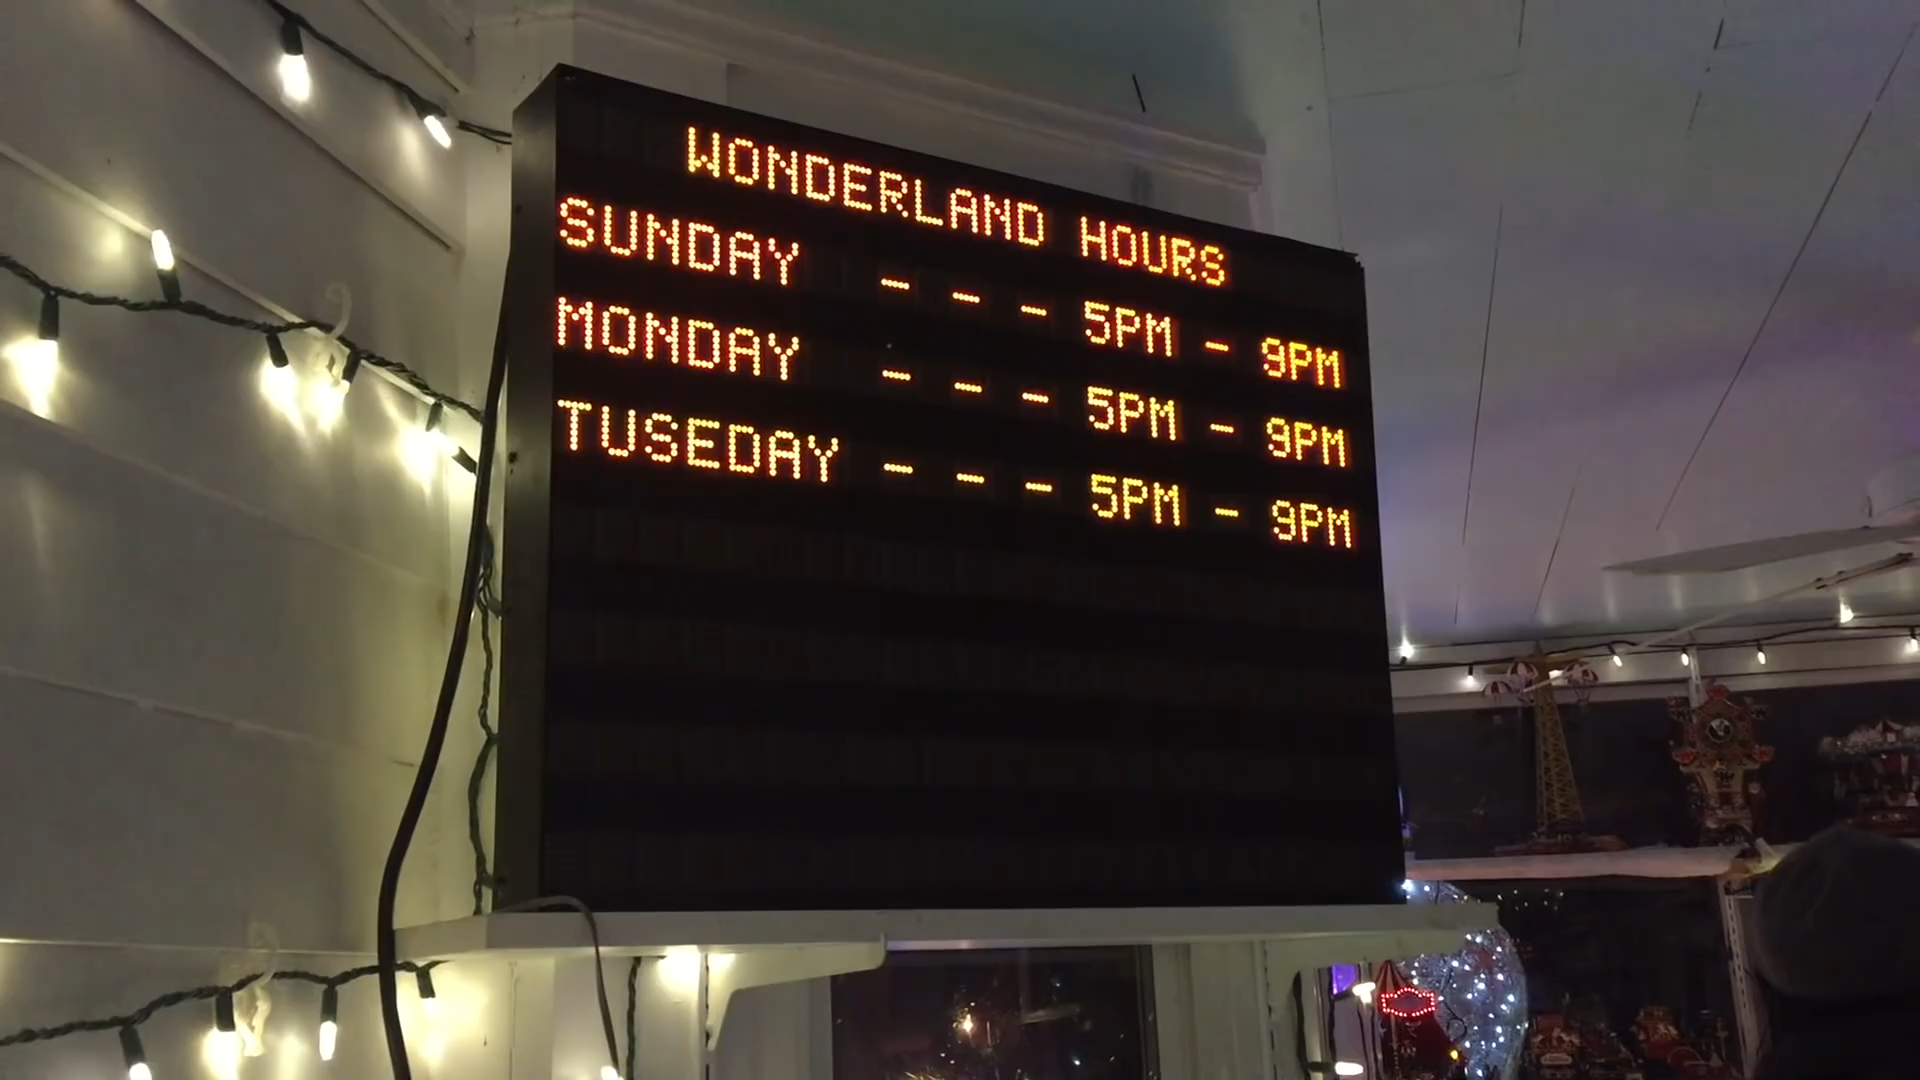 WONDERLAND HOURS
SUNDAY - - - 5PM - 9PM
MONDAY - - - 5PM - 9PM
TUSEDAY - - - 5PM - 9PM